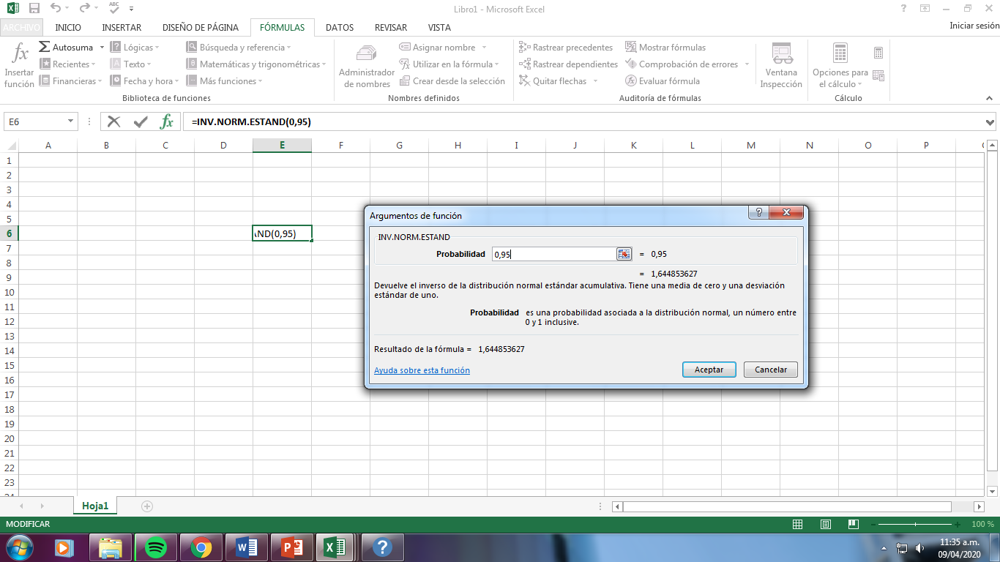 Libro1 - Microsoft Excel
ARCHIVO INICIO INSERTAR DISEÑO DE PÁGINA FÓRMULAS DATOS REVISAR VISTA Iniciar sesión
Insertar función
Autosuma
Recientes
Financieras
Lógicas
Texto
Fecha y hora
Búsqueda y referencia
Matemáticas y trigonométricas
Más funciones
Biblioteca de funciones
Administrador de nombres
Asignar nombre
Utilizar en la fórmula
Crear desde la selección
Nombres definidos
Rastrear precedentes
Rastrear dependientes
Quitar flechas
Mostrar fórmulas
Comprobación de errores
Evaluar fórmula
Auditoría de fórmulas
Ventana Inspección
Opciones para el cálculo
Cálculo
E6 =INV.NORM.ESTAND(0,95)
A B C D E F G H I J K L M N O P
1
2
3
4
5
6 AND(0,95)
7
8
9
10
11
12
13
14
15
16
17
18
19
20
21
22
23
Argumentos de función
INV.NORM.ESTAND
Probabilidad 0,95 = 0,95
= 1,644853627
Devuelve el inverso de la distribución normal estándar acumulativa. Tiene una media de cero y una desviación
estándar de uno.
Probabilidad es una probabilidad asociada a la distribución normal, un número entre
0 y 1 inclusive.
Resultado de la fórmula = 1,644853627
Ayuda sobre esta función Aceptar Cancelar
Hoja1
MODIFICAR 100 %
11:35 a.m.
09/04/2020